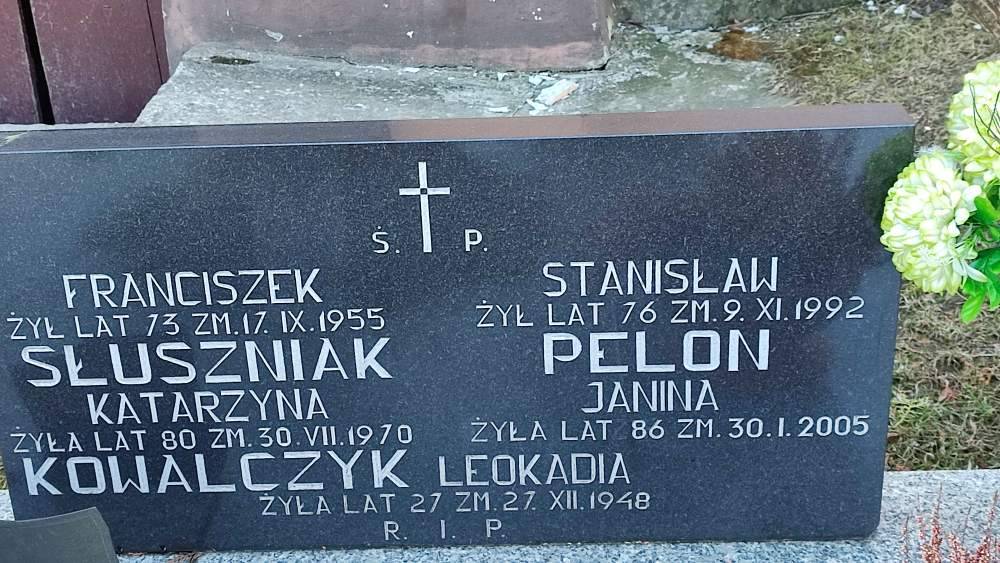 Ś. P.
FRANCISZEK
ŻYŁ LAT 73 ZM. 17. IX. 1955
SŁUSZNIAK
KATARZYNA
ŻYŁA LAT 80 ZM. 30. VII. 1970
STANISŁAW
ŻYŁ LAT 76 ZM. 9. XI. 1992
PELON
JANINA
ŻYŁA LAT 86 ZM. 30. I. 2005
KOWALCZYK LEOKADIA
ŻYŁA LAT 27 ZM. 27. XII. 1948
R. I. P.